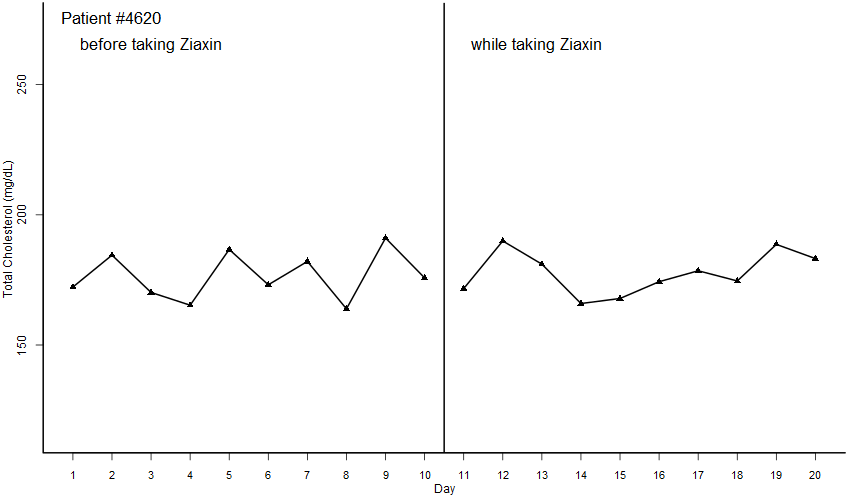 Patient #4620
before taking Ziaxin
while taking Ziaxin
Total Cholesterol (mg/dL)
250
200
150
1 2 3 4 5 6 7 8 9 10 11 12 13 14 15 16 17 18 19 20
Day